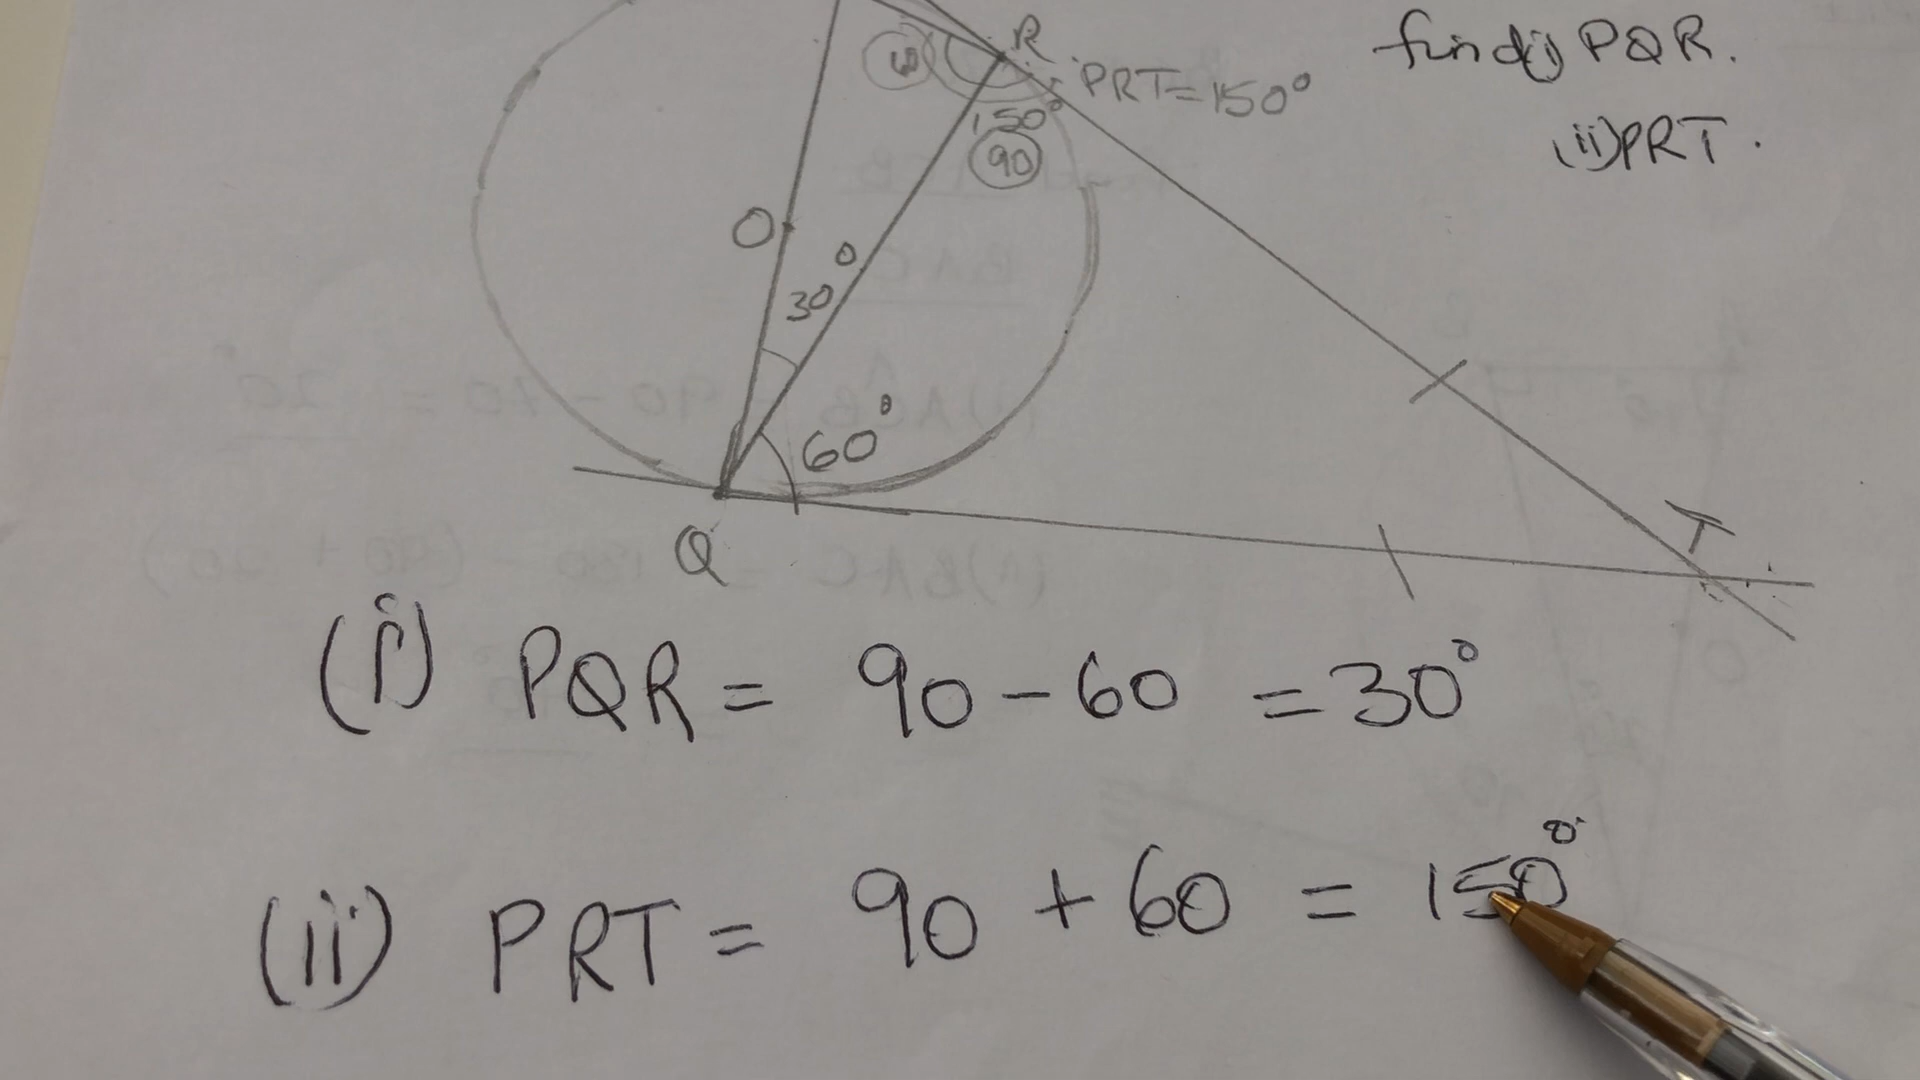 find(i) PQR.
(ii) PRT.
R
PRT = 150°
150°
90
O
30°
60°
Q
T
(i) PQR = 90 - 60 = 30°
(ii) PRT = 90 + 60 = 150°